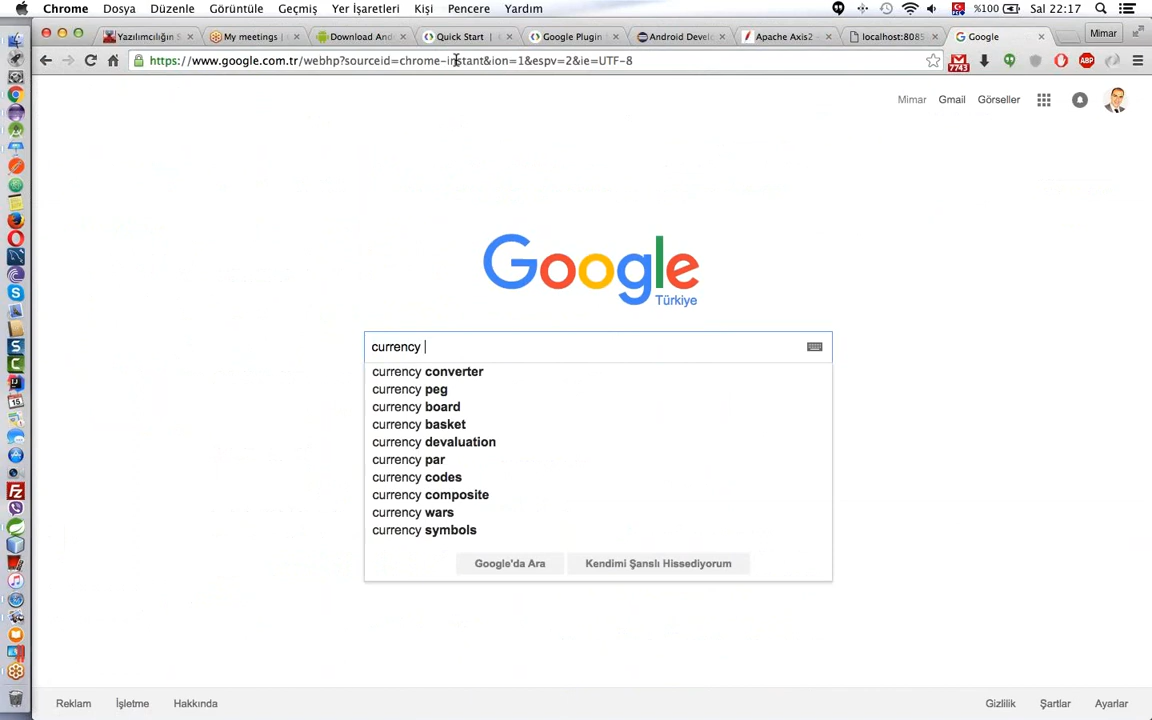 Chrome Dosya Düzenle Görüntüle Geçmiş Yer İşaretleri Kişi Pencere Yardım %100 Sal 22:17
Yazılımcılığın S My meetings | Download And Quick Start | Google Plugin Android Develo Apache Axis2 localhost:8085 Google Mimar
https://www.google.com.tr/webhp?sourceid=chrome-instant&ion=1&espv=2&ie=UTF-8 7743 ABP
Mimar Gmail Görseller
Google
Türkiye
currency
currency converter
currency peg
currency board
currency basket
currency devaluation
currency par
currency codes
currency composite
currency wars
currency symbols
Google'da Ara Kendimi Şanslı Hissediyorum
Reklam İşletme Hakkında Gizlilik Şartlar Ayarlar